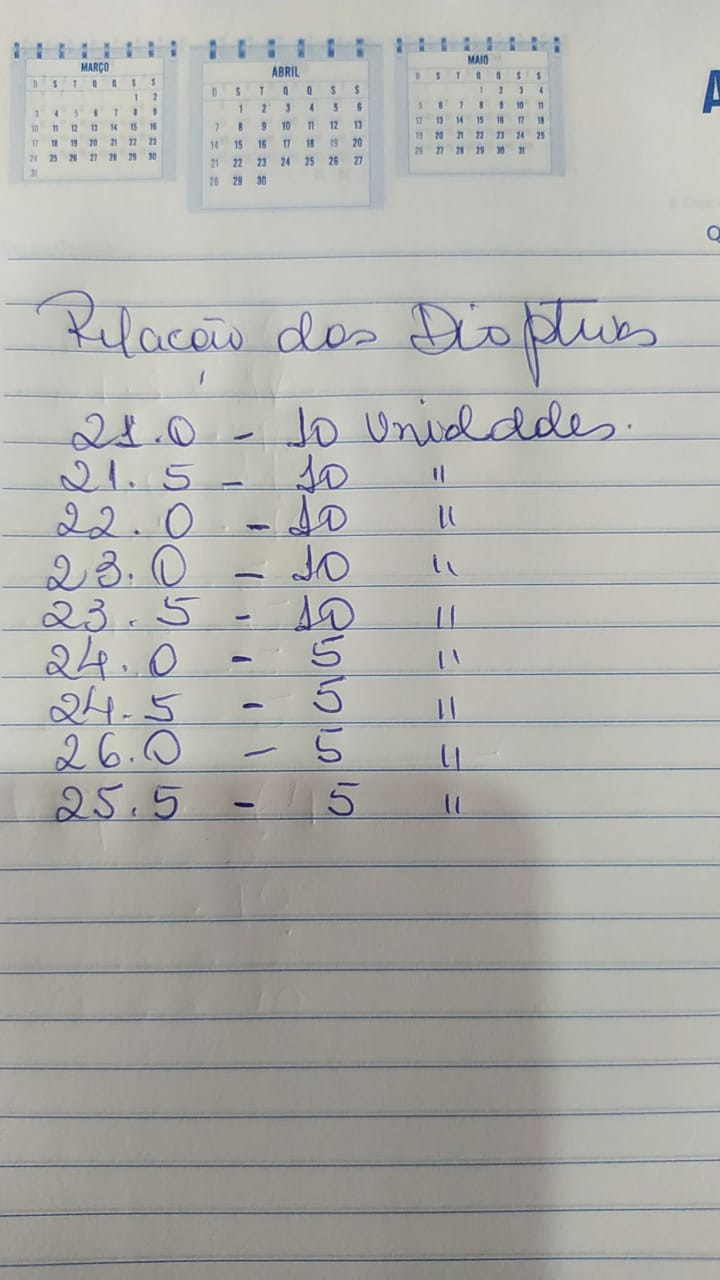 MARÇO
D S T Q Q S S
1 2
3 4 5 6 7 8 9
10 11 12 13 14 15 16
17 18 19 20 21 22 23
24 25 26 27 28 29 30
31
ABRIL
D S T Q Q S S
1 2 3 4 5 6
7 8 9 10 11 12 13
14 15 16 17 18 19 20
21 22 23 24 25 26 27
28 29 30
MAIO
D S T Q Q S S
1 2 3 4
5 6 7 8 9 10 11
12 13 14 15 16 17 18
19 20 21 22 23 24 25
26 27 28 29 30 31
A
Q
Relação das Dioptrias
21.0 - 10 Unidades.
21.5 - 10 "
22.0 - 10 "
23.0 - 10 "
23.5 - 10 "
24.0 - 5 "
24.5 - 5 "
26.0 - 5 "
25.5 - 5 "